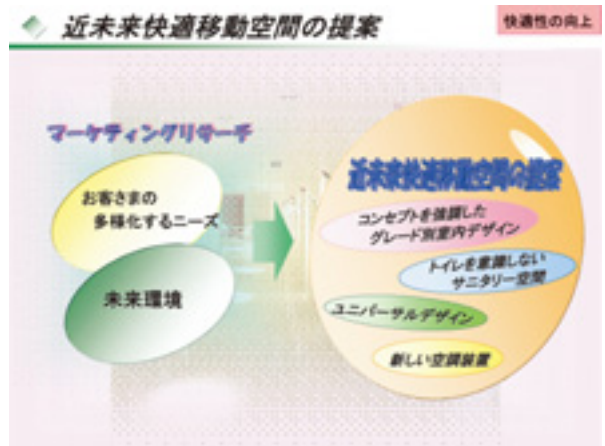 近未来快適移動空間の提案
快適性の向上
マーケティングリサーチ
お客さまの
多様化するニーズ
未来環境
近未来快適移動空間の提案
コンセプトを強調した
グレード別室内デザイン
トイレを意識しない
サニタリー空間
ユニバーサルデザイン
新しい空調装置